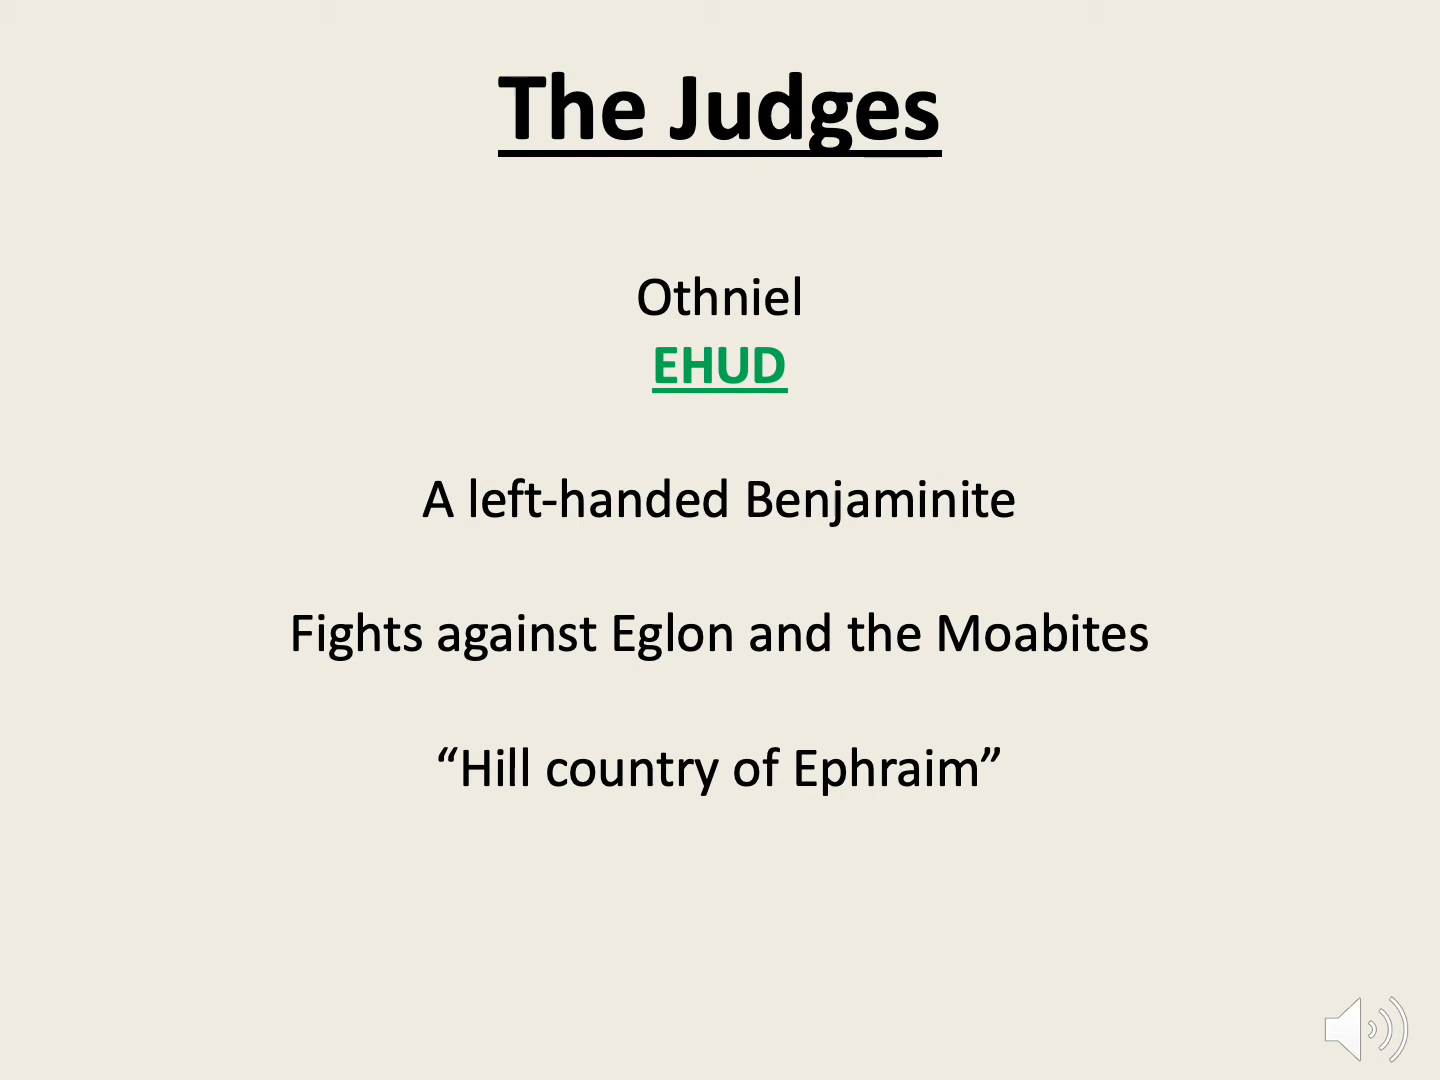 The Judges
Othniel
EHUD
A left-handed Benjaminite
Fights against Eglon and the Moabites
“Hill country of Ephraim”